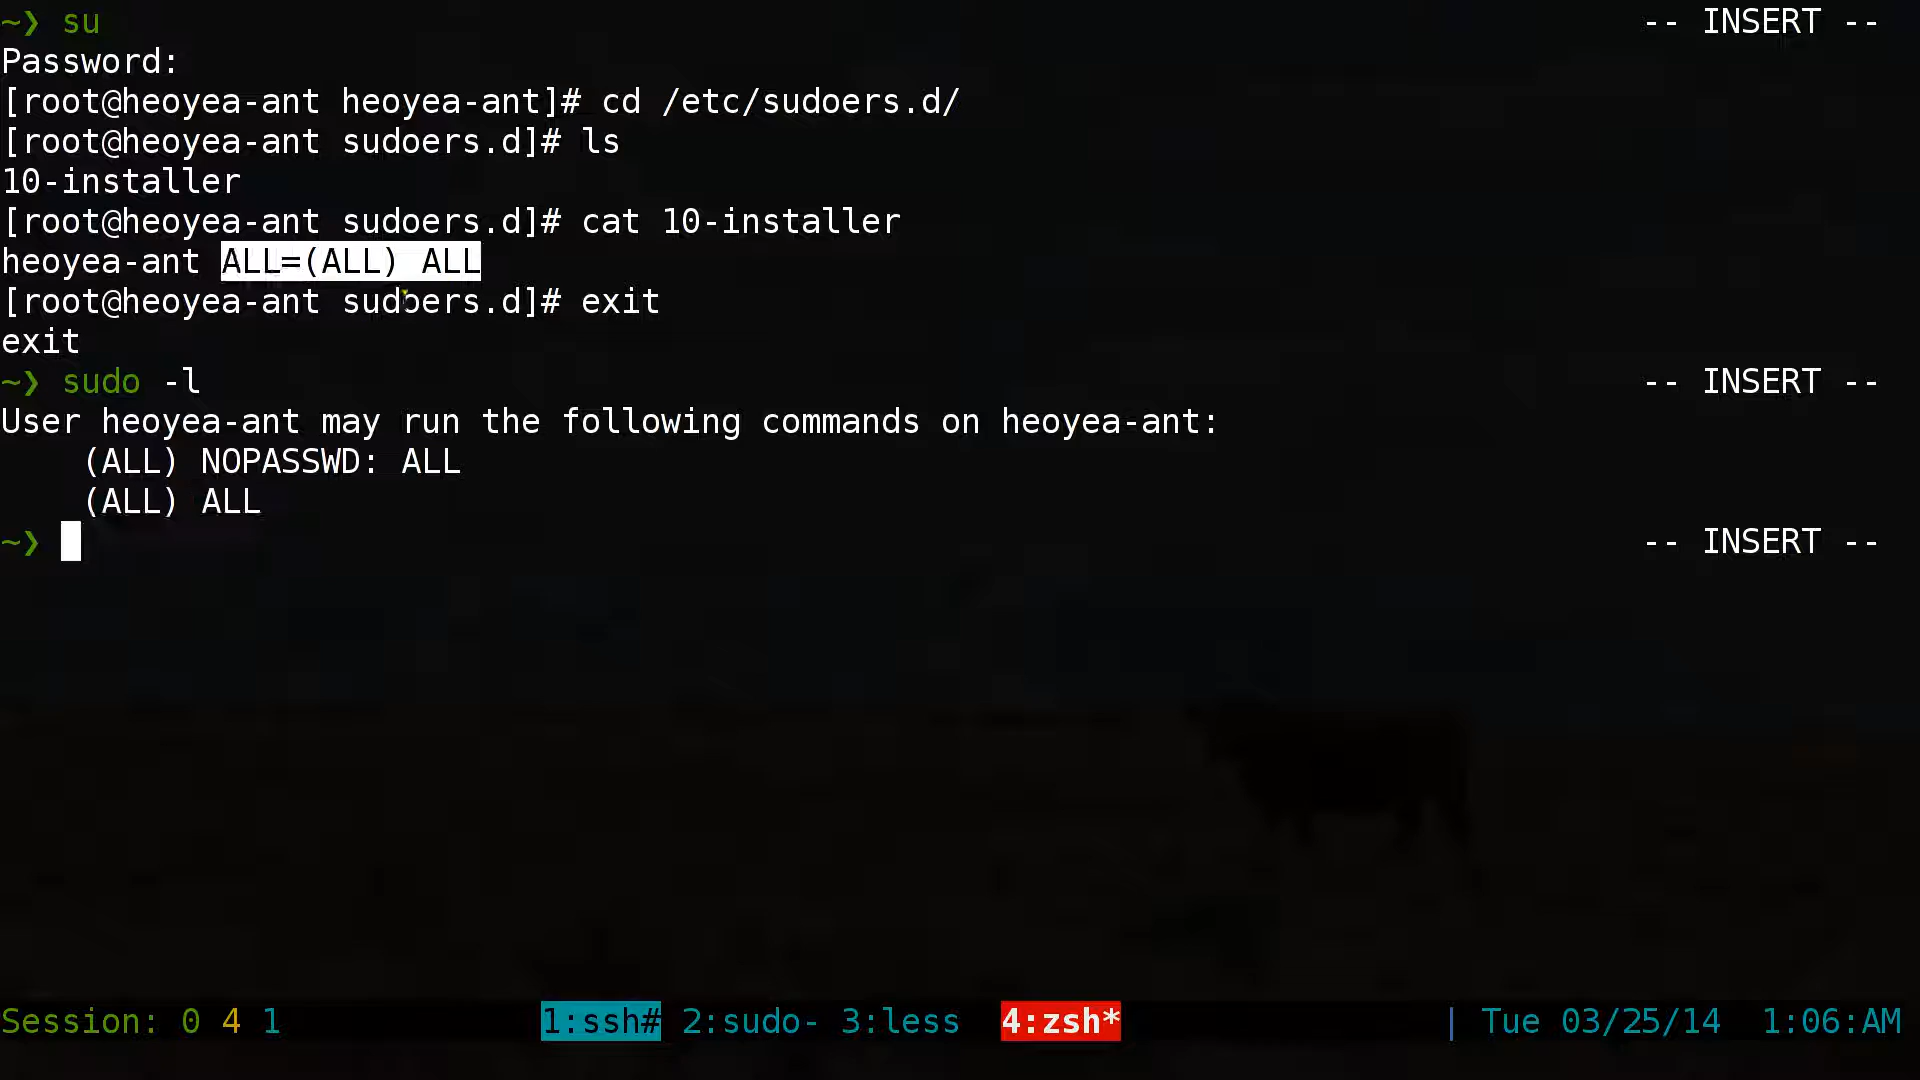 ~❯ su -- INSERT --
Password:
[root@heoyea-ant heoyea-ant]# cd /etc/sudoers.d/
[root@heoyea-ant sudoers.d]# ls
10-installer
[root@heoyea-ant sudoers.d]# cat 10-installer
heoyea-ant ALL=(ALL) ALL
[root@heoyea-ant sudoers.d]# exit
exit
~❯ sudo -l -- INSERT --
User heoyea-ant may run the following commands on heoyea-ant:
    (ALL) NOPASSWD: ALL
    (ALL) ALL
~❯ -- INSERT --
Session: 0 4 1 1:ssh# 2:sudo- 3:less 4:zsh* | Tue 03/25/14 1:06:AM